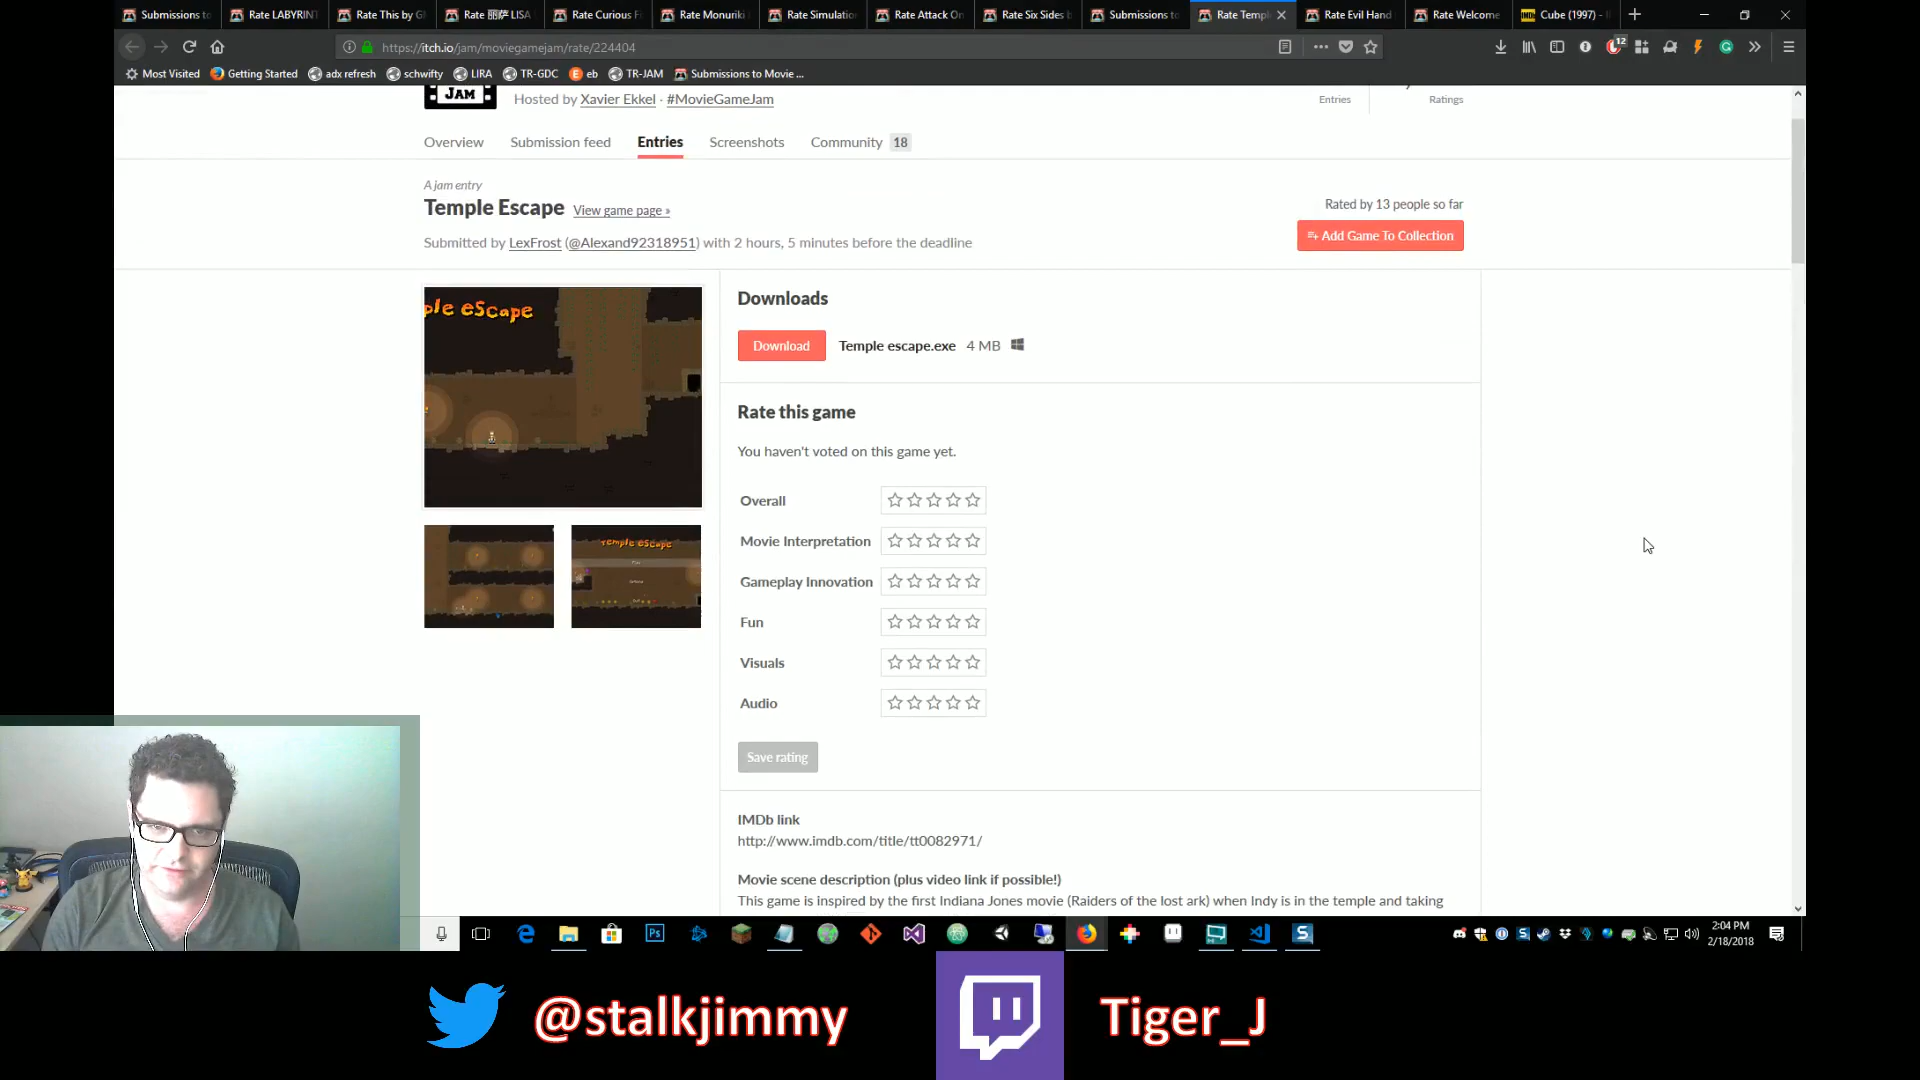 Submissions to
Rate LABYRINT
Rate This by G
Rate 丽萨 LISA
Rate Curious F
Rate Monuriki
Rate Simulation
Rate Attack On
Rate Six Sides b
Submissions to
Rate Templ
Rate Evil Hand
Rate Welcome
IMDb Cube (1997) - I
https://itch.io/jam/moviegamejam/rate/224404
12
Most Visited
Getting Started
adx refresh
schwifty
LIRA
TR-GDC
eb
TR-JAM
Submissions to Movie ...
JAM
Hosted by Xavier Ekkel · #MovieGameJam
Entries
Ratings
Overview
Submission feed
Entries
Screenshots
Community 18
A jam entry
Temple Escape View game page »
Rated by 13 people so far
Add Game To Collection
Submitted by LexFrost (@Alexand92318951) with 2 hours, 5 minutes before the deadline
ple eScape
Downloads
Download Temple escape.exe 4 MB
Rate this game
You haven't voted on this game yet.
Overall
Movie Interpretation
Temple eScape
Gameplay Innovation
Fun
Visuals
Audio
Save rating
IMDb link
http://www.imdb.com/title/tt0082971/
Movie scene description (plus video link if possible!)
This game is inspired by the first Indiana Jones movie (Raiders of the lost ark) when Indy is in the temple and taking
Ps
2:04 PM
2/18/2018
@stalkjimmy
Tiger_J